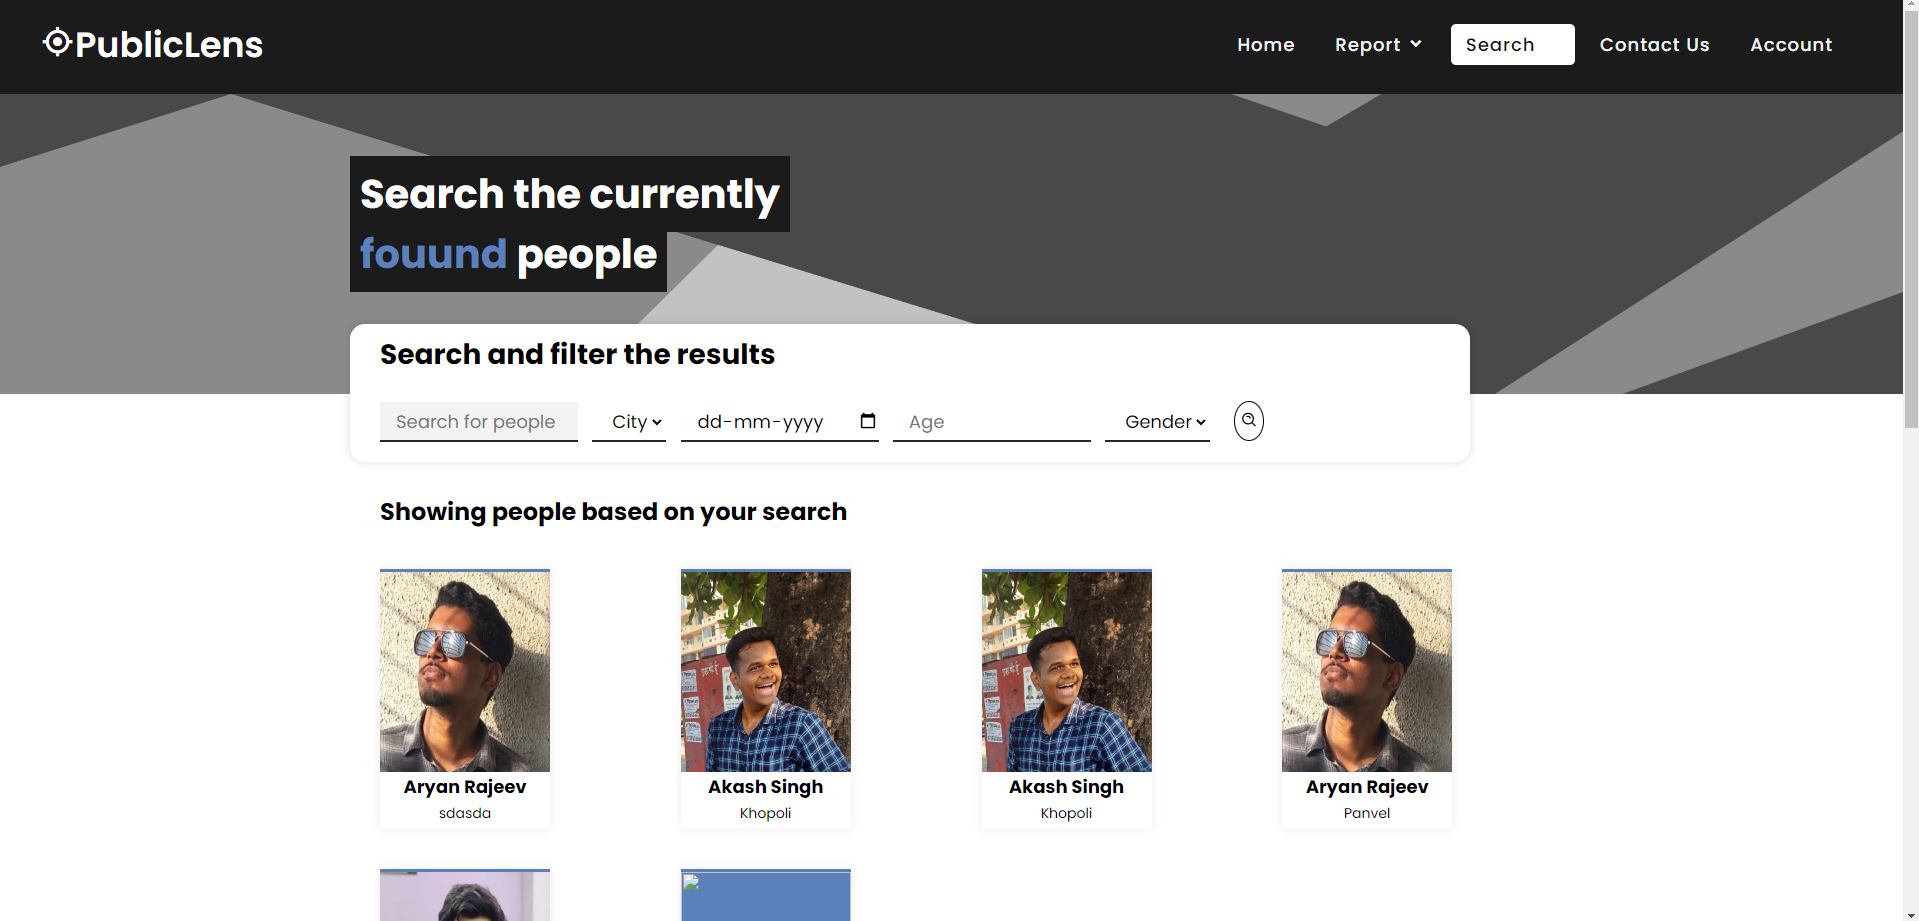 PublicLens
Home Report Search Contact Us Account
Search the currently
fouund people
Search and filter the results
Search for people City dd-mm-yyyy Age Gender
Showing people based on your search
Aryan Rajeev
sdasda
Akash Singh
Khopoli
Akash Singh
Khopoli
Aryan Rajeev
Panvel